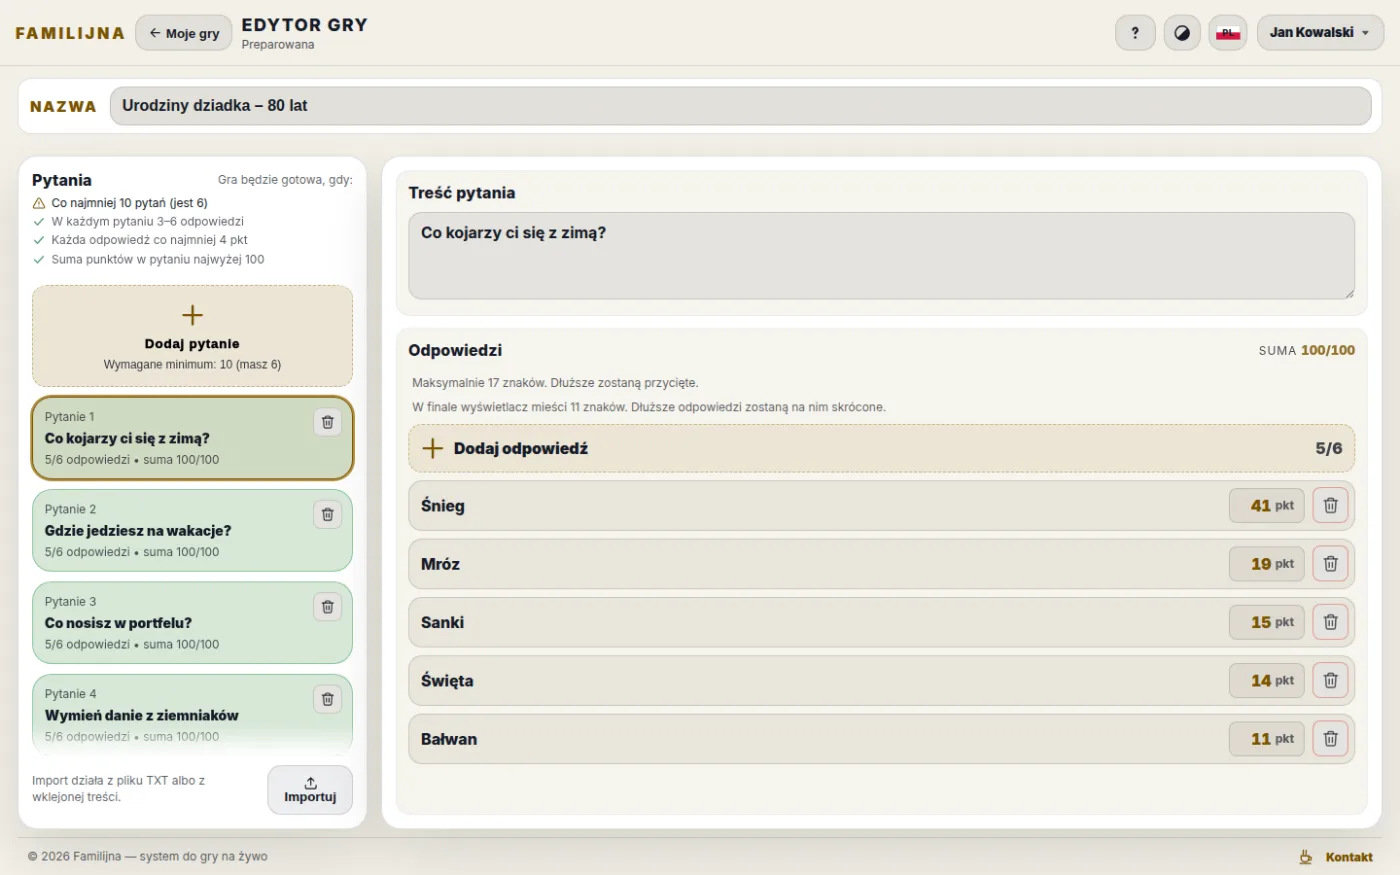 FAMILIJNA
← Moje gry
EDYTOR GRY
Preparowana
?
PL
Jan Kowalski
NAZWA
Urodziny dziadka – 80 lat
Pytania
Gra będzie gotowa, gdy:
Co najmniej 10 pytań (jest 6)
W każdym pytaniu 3–6 odpowiedzi
Każda odpowiedź co najmniej 4 pkt
Suma punktów w pytaniu najwyżej 100
Dodaj pytanie
Wymagane minimum: 10 (masz 6)
Pytanie 1
Co kojarzy ci się z zimą?
5/6 odpowiedzi • suma 100/100
Pytanie 2
Gdzie jedziesz na wakacje?
5/6 odpowiedzi • suma 100/100
Pytanie 3
Co nosisz w portfelu?
5/6 odpowiedzi • suma 100/100
Pytanie 4
Wymień danie z ziemniaków
5/6 odpowiedzi • suma 100/100
Import działa z pliku TXT albo z
wklejonej treści.
Importuj
Treść pytania
Co kojarzy ci się z zimą?
Odpowiedzi
SUMA 100/100
Maksymalnie 17 znaków. Dłuższe zostaną przycięte.
W finale wyświetlacz mieści 11 znaków. Dłuższe odpowiedzi zostaną na nim skrócone.
Dodaj odpowiedź
5/6
Śnieg
41 pkt
Mróz
19 pkt
Sanki
15 pkt
Święta
14 pkt
Bałwan
11 pkt
© 2026 Familijna — system do gry na żywo
Kontakt